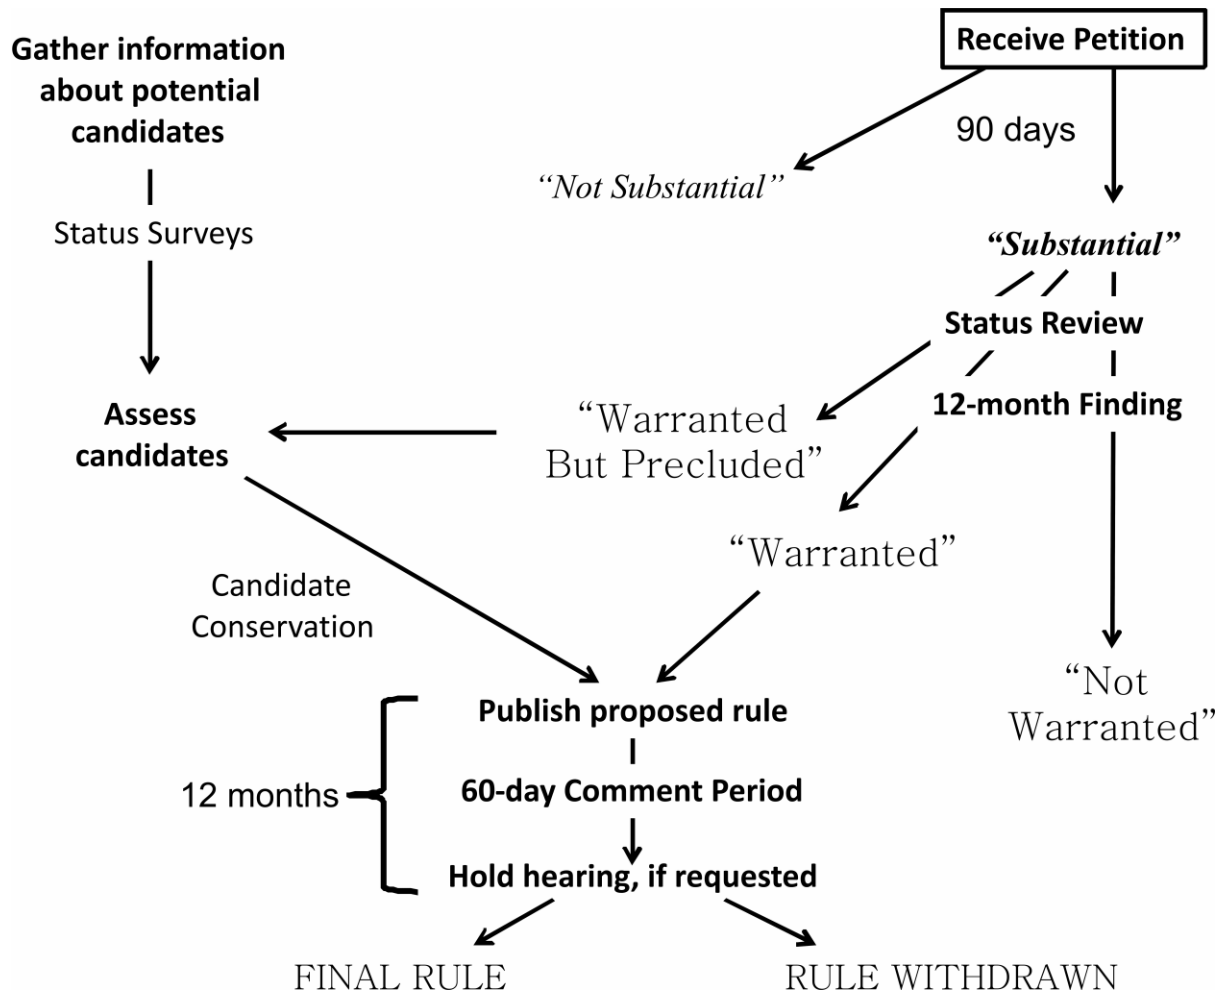 Gather information
about potential
candidates
Receive Petition
90 days
“Not Substantial”
Status Surveys
“Substantial”
Status Review
12-month Finding
Assess
candidates
“Warranted
But Precluded”
“Warranted”
Candidate
Conservation
“Not
Warranted”
Publish proposed rule
12 months
60-day Comment Period
Hold hearing, if requested
FINAL RULE
RULE WITHDRAWN